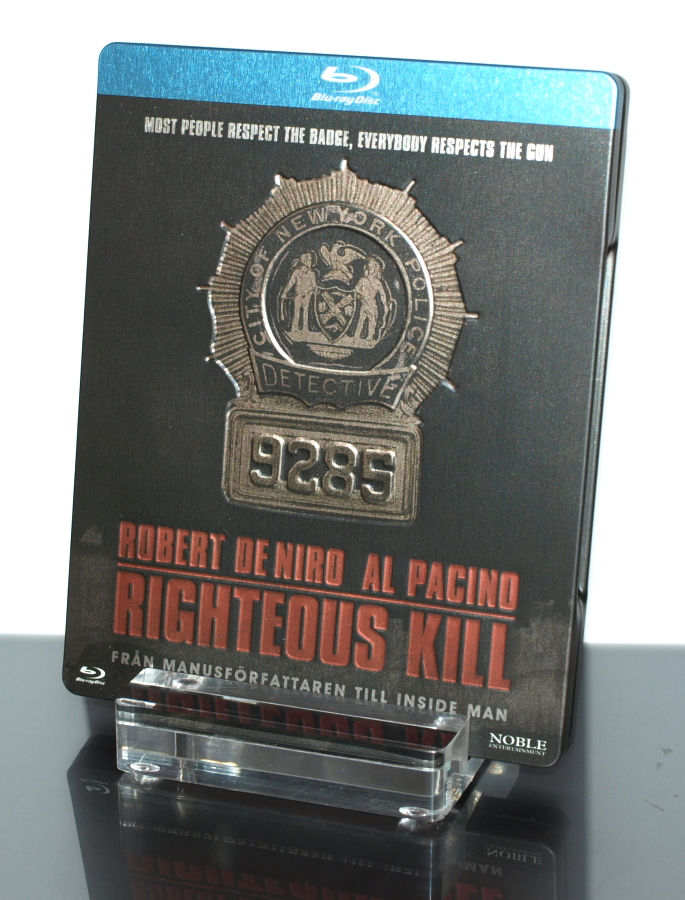 Blu-ray Disc
MOST PEOPLE RESPECT THE BADGE, EVERYBODY RESPECTS THE GUN
CITY OF NEW YORK POLICE
DETECTIVE
9285
ROBERT DE NIRO AL PACINO
RIGHTEOUS KILL
FRÅN MANUSFÖRFATTAREN TILL INSIDE MAN
Blu-ray Disc
NOBLE
ENTERTAINMENT